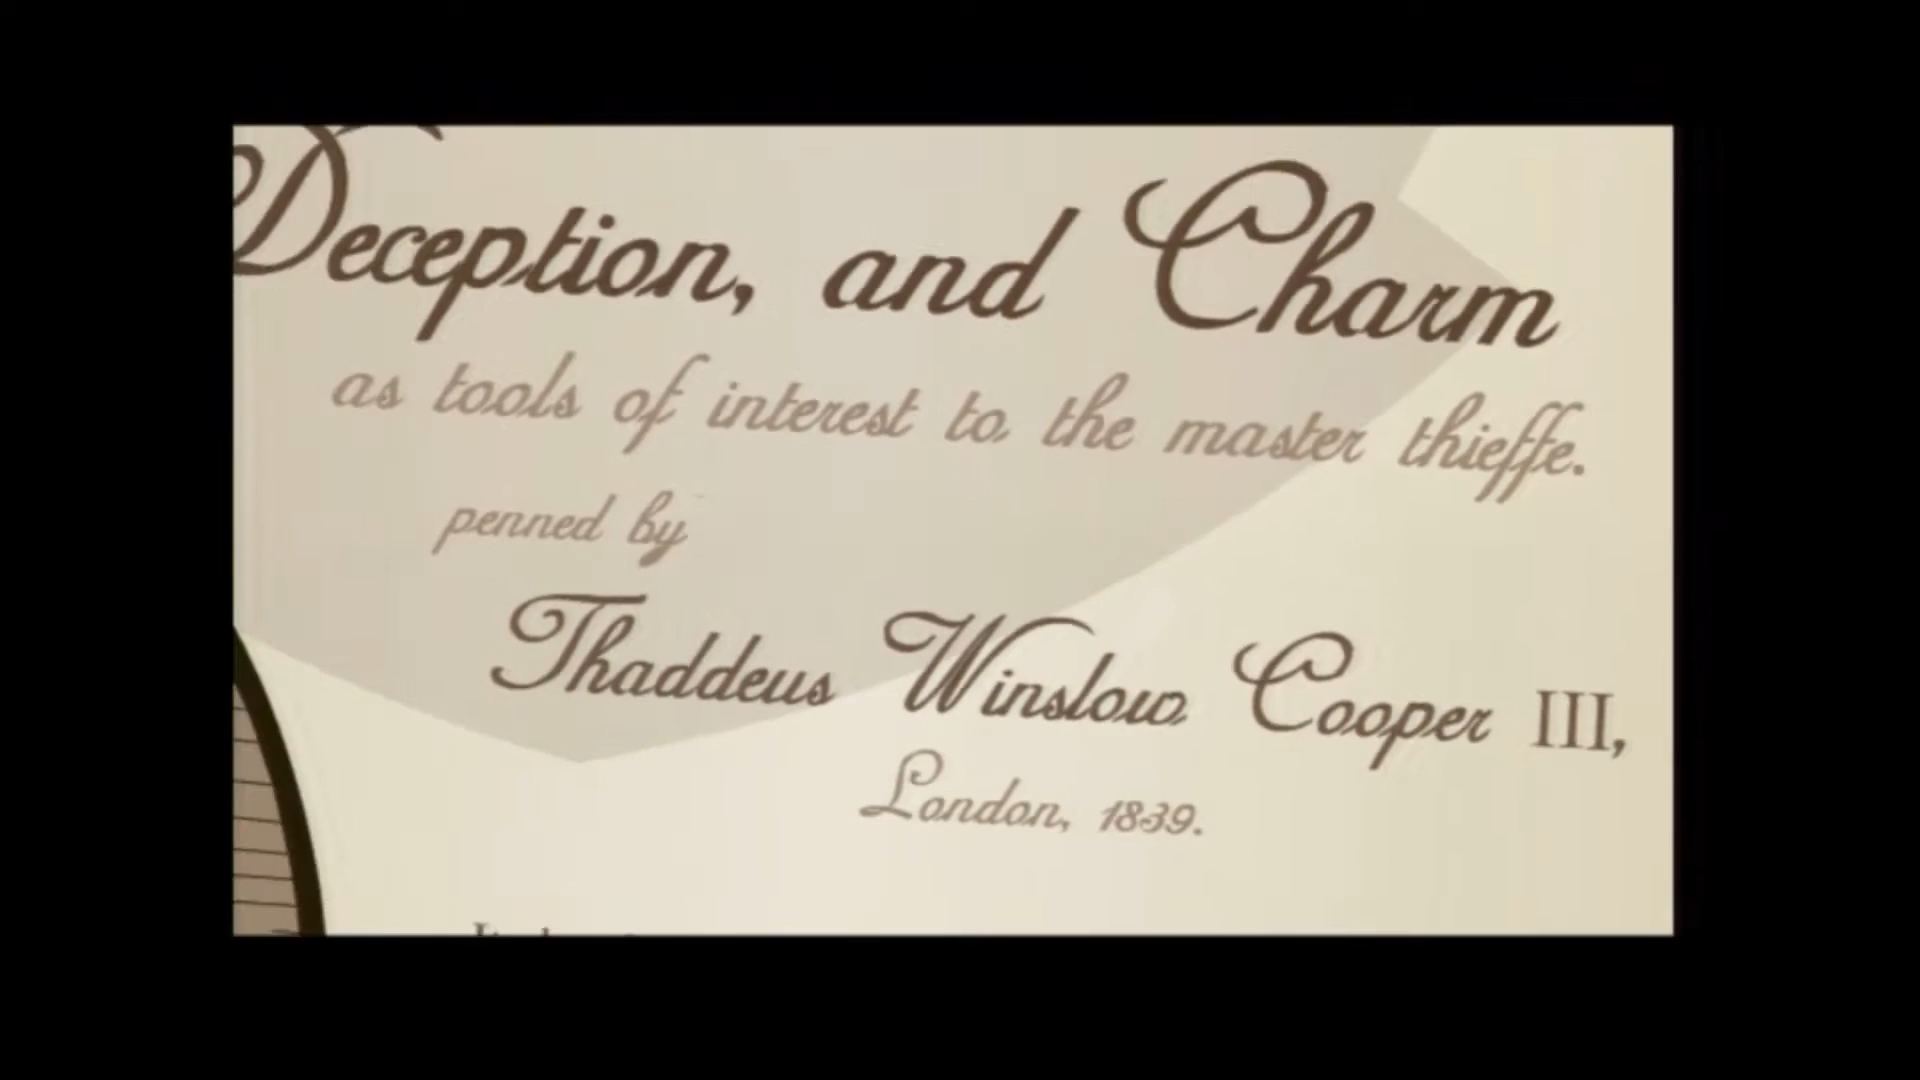 Deception, and Charm
as tools of interest to the master thieffe.
penned by
Thaddeus Winslow Cooper III,
London, 1839.